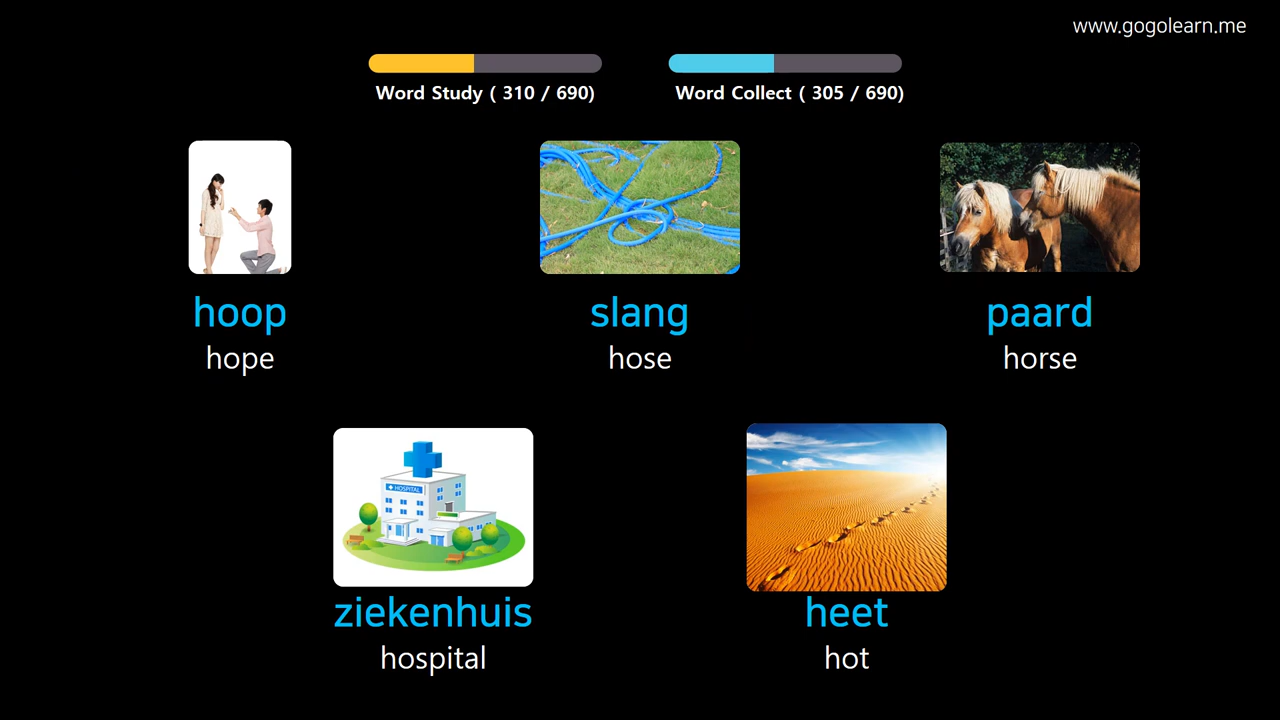 www.gogolearn.me
Word Study ( 310 / 690)
Word Collect ( 305 / 690)
hoop
hope
slang
hose
paard
horse
HOSPITAL
ziekenhuis
hospital
heet
hot